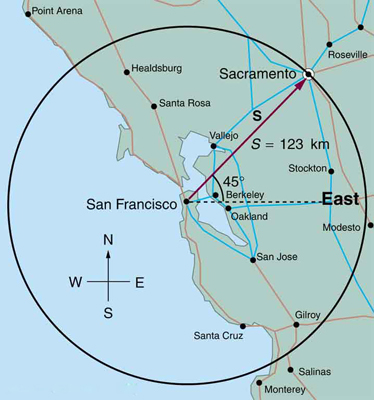 Point Arena
Roseville
Healdsburg
Sacramento
Santa Rosa
S
Vallejo
S = 123 km
Stockton
45°
Berkeley
San Francisco
East
Oakland
Modesto
N
San Jose
W E
S
Gilroy
Santa Cruz
Salinas
Monterey